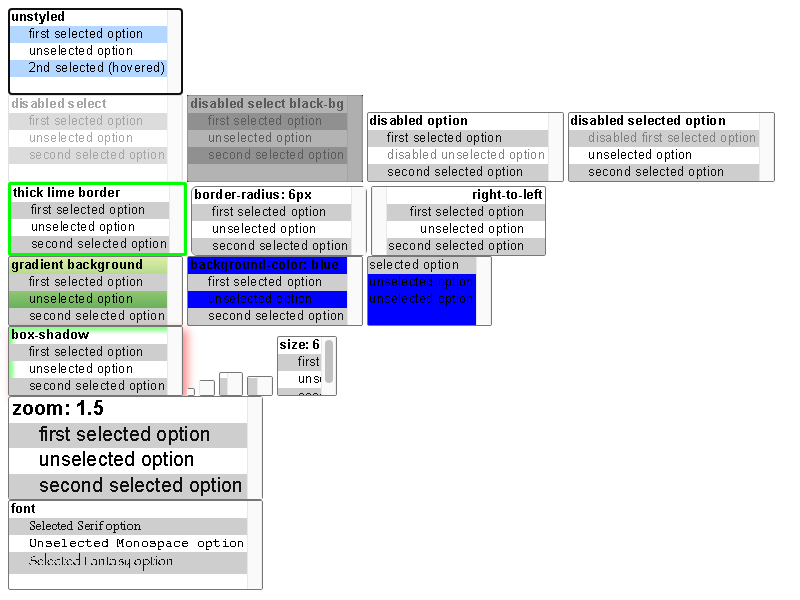 unstyled
first selected option
unselected option
2nd selected (hovered)
disabled select
first selected option
unselected option
second selected option
disabled select black-bg
first selected option
unselected option
second selected option
disabled option
first selected option
disabled unselected option
second selected option
disabled selected option
disabled first selected option
unselected option
second selected option
thick lime border
first selected option
unselected option
second selected option
border-radius: 6px
first selected option
unselected option
second selected option
right-to-left
first selected option
unselected option
second selected option
gradient background
first selected option
unselected option
second selected option
background-color: blue
first selected option
unselected option
second selected option
selected option
unselected option
unselected option
box-shadow
first selected option
unselected option
second selected option
size: 6
first
uns
zoom: 1.5
first selected option
unselected option
second selected option
font
Selected Serif option
Unselected Monospace option
Selected Fantasy option